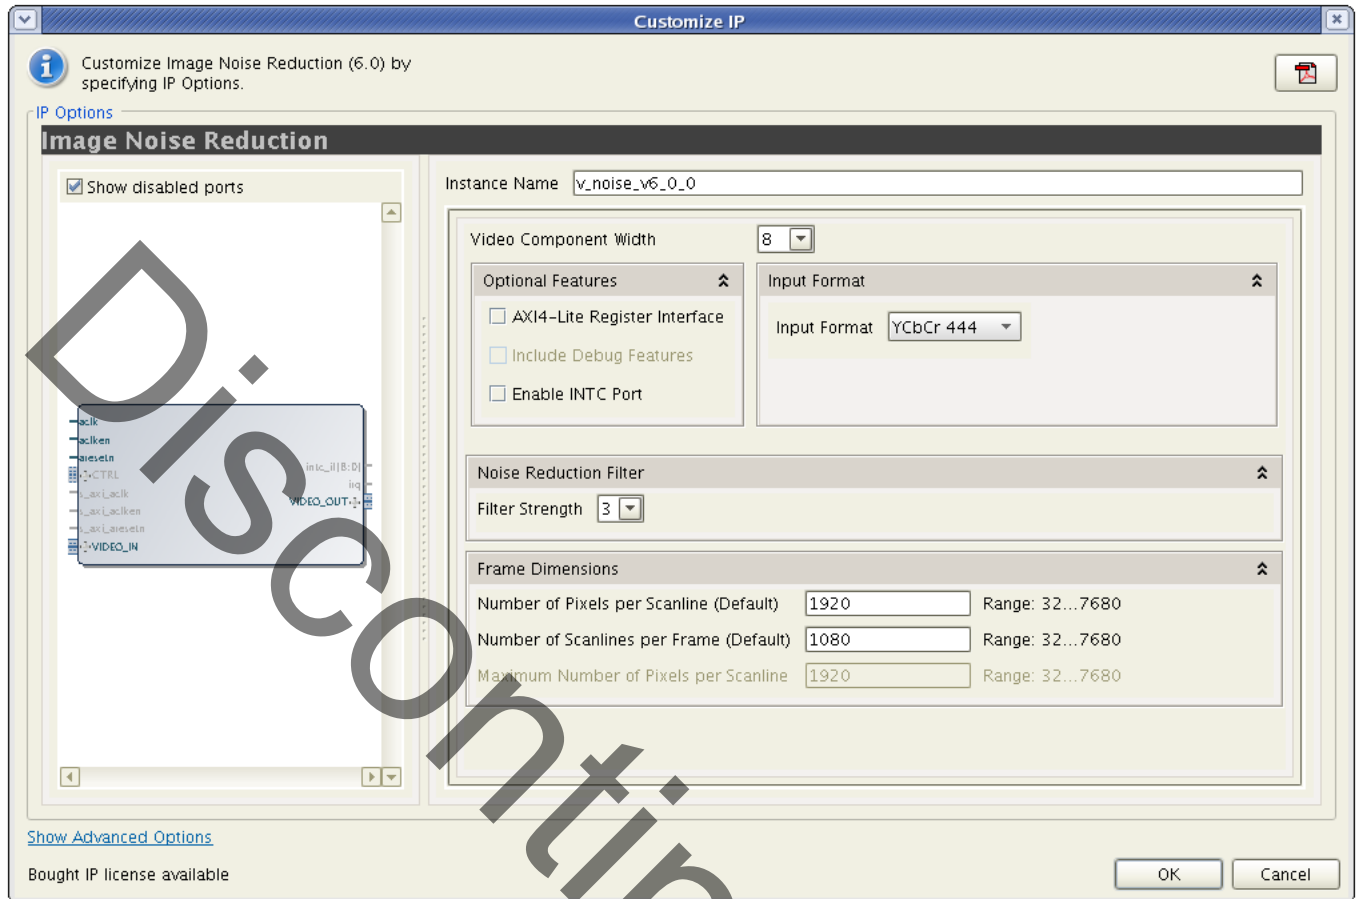 Customize IP
Customize Image Noise Reduction (6.0) by
specifying IP Options.
IP Options
Image Noise Reduction
Show disabled ports
aclk
aclken
aresetn
CTRL
s_axi_aclk
s_axi_aclken
s_axi_aresetn
VIDEO_IN
irq
VIDEO_OUT
Instance Name v_noise_v6_0_0
Video Component Width 8
Optional Features
AXI4-Lite Register Interface
Include Debug Features
Enable INTC Port
Input Format
Input Format YCbCr 444
Noise Reduction Filter
Filter Strength 3
Frame Dimensions
Number of Pixels per Scanline (Default) 1920 Range: 32...7680
Number of Scanlines per Frame (Default) 1080 Range: 32...7680
Maximum Number of Pixels per Scanline 1920 Range: 32...7680
Show Advanced Options
Bought IP license available
OK Cancel
Discontin